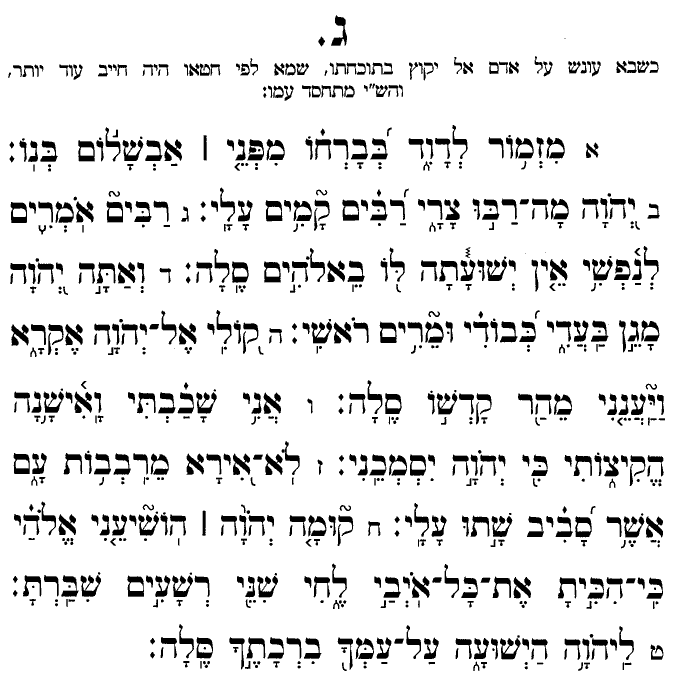 ג.
כשבא עונש על אדם אל יקוץ בתוכחתו, שמא לפי חטאו היה חייב עוד יותר,
והש"י מתחסד עמו:
א מִזְמ֥וֹר לְדָוִ֑ד בְּ֝בׇרְח֗וֹ מִפְּנֵ֤י ׀ אַבְשָׁל֬וֹם בְּנֽוֹ׃
ב יְ֭הֹוָה מָה־רַבּ֣וּ צָרָ֑י רַ֝בִּ֗ים קָמִ֥ים עָלָֽי׃ ג רַבִּים֮ אֹמְרִ֢ים
לְנַ֫פְשִׁ֥י אֵ֤ין יְֽשׁוּעָ֓תָה לּ֬וֹ בֵאלֹהִ֬ים סֶֽלָה׃ ד וְאַתָּ֣ה יְ֭הֹוָה
מָגֵ֣ן בַּעֲדִ֑י כְּ֝בוֹדִ֗י וּמֵרִ֥ים רֹאשִֽׁי׃ ה ק֭וֹלִי אֶל־יְהֹוָ֣ה אֶקְרָ֑א
וַיַּ֨עֲנֵ֤נִי מֵהַ֖ר קׇדְשׁ֣וֹ סֶֽלָה׃ ו אֲנִ֥י שָׁכַ֗בְתִּי וָֽאִ֫ישָׁ֥נָה
הֱקִיצ֑וֹתִי כִּ֖י יְהֹוָ֣ה יִסְמְכֵֽנִי׃ ז לֹֽא־אִ֭ירָא מֵרִבְב֥וֹת עָ֑ם
אֲשֶׁ֥ר סָ֝בִ֗יב שָׁ֣תוּ עָלָֽי׃ ח ק֘וּמָ֤ה יְהֹוָ֨ה ׀ הוֹשִׁ֘יעֵ֤נִי אֱלֹהַ֗י
כִּֽי־הִכִּ֣יתָ אֶת־כׇּל־אֹיְבַ֣י לֶ֑חִי שִׁנֵּ֖י רְשָׁעִ֣ים שִׁבַּֽרְתָּ׃
ט לַיהֹוָ֥ה הַיְשׁוּעָ֑ה עַֽל־עַמְּךָ֖ בִרְכָתֶ֣ךָ סֶּֽלָה׃